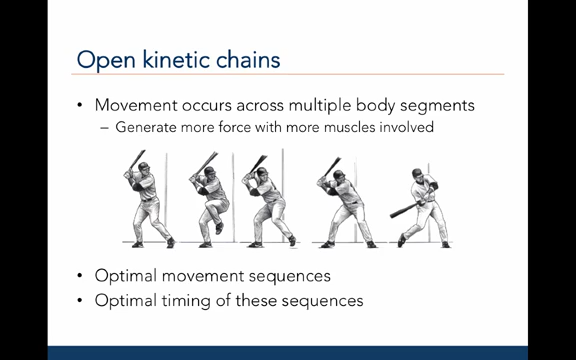 Open kinetic chains
• Movement occurs across multiple body segments
– Generate more force with more muscles involved
• Optimal movement sequences
• Optimal timing of these sequences